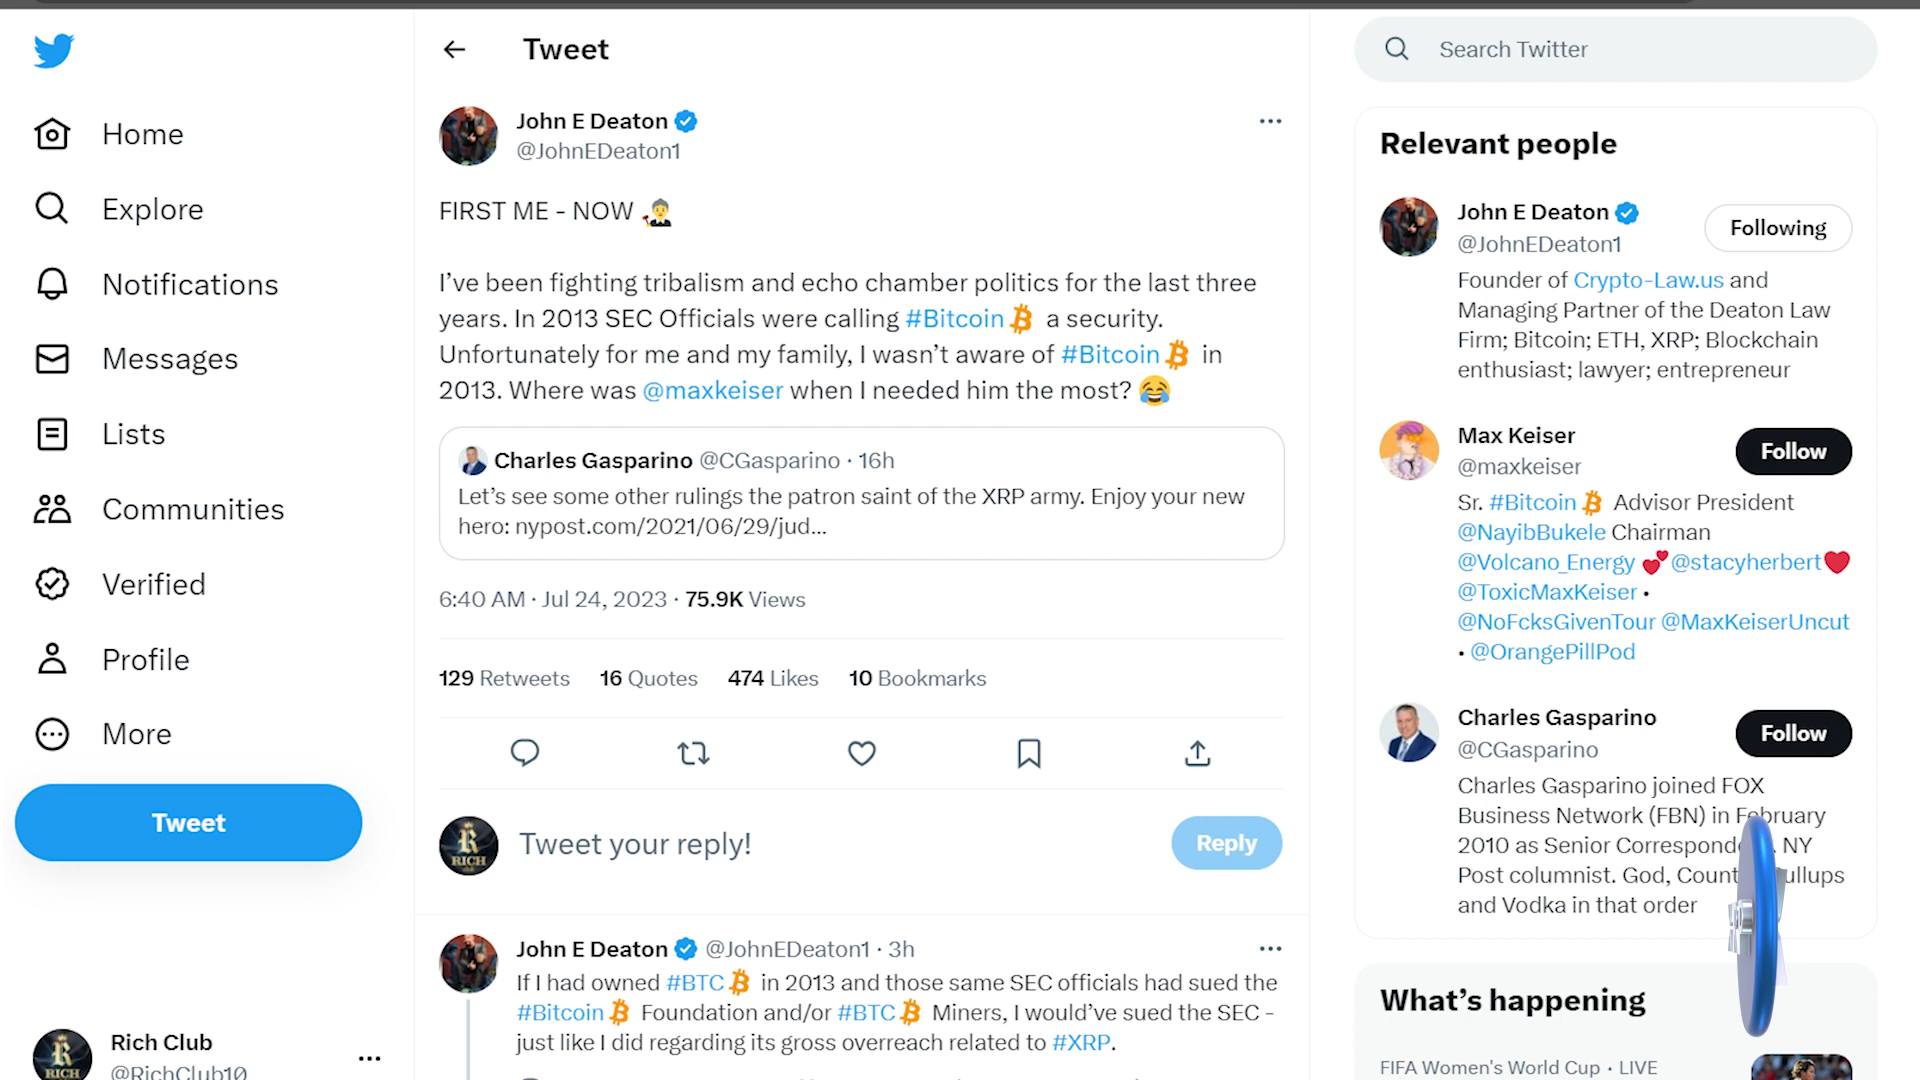 Tweet
Search Twitter
Home
Explore
Notifications
Messages
Lists
Communities
Verified
Profile
More
Tweet
Rich Club
@RichClub10
John E Deaton
@JohnEDeaton1
FIRST ME - NOW 👩‍⚖️
I've been fighting tribalism and echo chamber politics for the last three
years. In 2013 SEC Officials were calling #Bitcoin a security.
Unfortunately for me and my family, I wasn't aware of #Bitcoin in
2013. Where was @maxkeiser when I needed him the most? 😂
Charles Gasparino @CGasparino · 16h
Let's see some other rulings the patron saint of the XRP army. Enjoy your new
hero: nypost.com/2021/06/29/jud...
6:40 AM · Jul 24, 2023 · 75.9K Views
129 Retweets 16 Quotes 474 Likes 10 Bookmarks
RICH
Tweet your reply!
Reply
John E Deaton @JohnEDeaton1 · 3h
If I had owned #BTC in 2013 and those same SEC officials had sued the
#Bitcoin Foundation and/or #BTC Miners, I would've sued the SEC -
just like I did regarding its gross overreach related to #XRP.
Relevant people
John E Deaton
@JohnEDeaton1
Following
Founder of Crypto-Law.us and
Managing Partner of the Deaton Law
Firm; Bitcoin; ETH, XRP; Blockchain
enthusiast; lawyer; entrepreneur
Max Keiser
@maxkeiser
Follow
Sr. #Bitcoin Advisor President
@NayibBukele Chairman
@Volcano_Energy 💕@stacyherbert❤️
@ToxicMaxKeiser •
@NoFcksGivenTour @MaxKeiserUncut
• @OrangePillPod
Charles Gasparino
@CGasparino
Follow
Charles Gasparino joined FOX
Business Network (FBN) in February
2010 as Senior NY
Post columnist. God,
and Vodka in that order
What's happening
FIFA Women's World Cup · LIVE
RICH